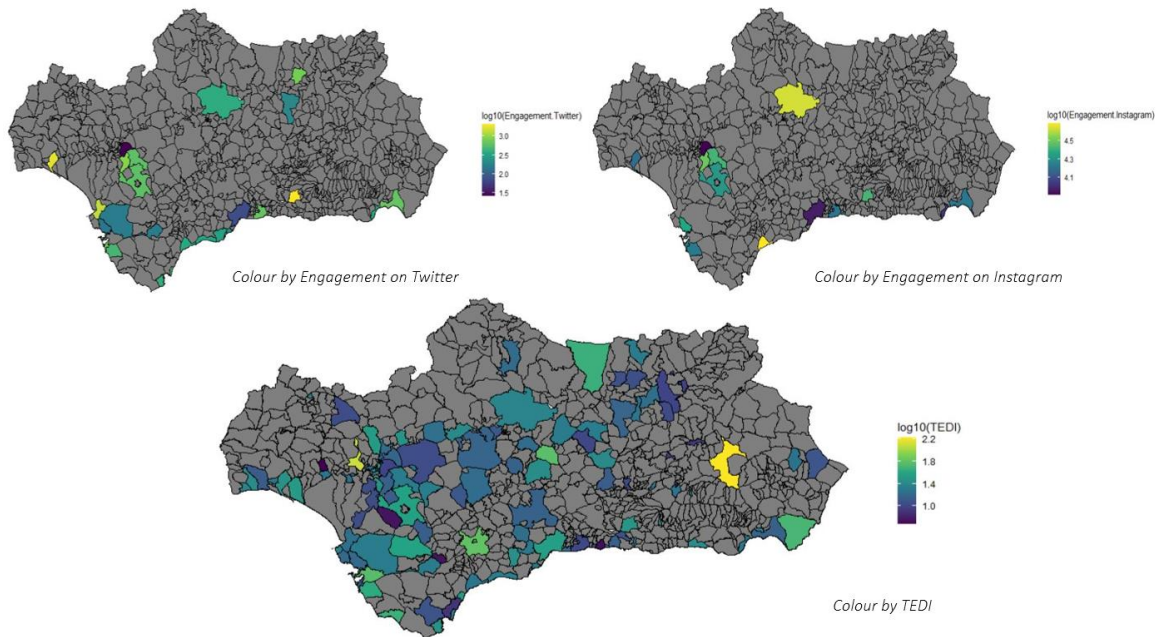 log10(Engagement.Twitter)
3.0
2.5
2.0
1.5
Colour by Engagement on Twitter
log10(Engagement.Instagram)
4.5
4.3
4.1
Colour by Engagement on Instagram
log10(TEDI)
2.2
1.8
1.4
1.0
Colour by TEDI